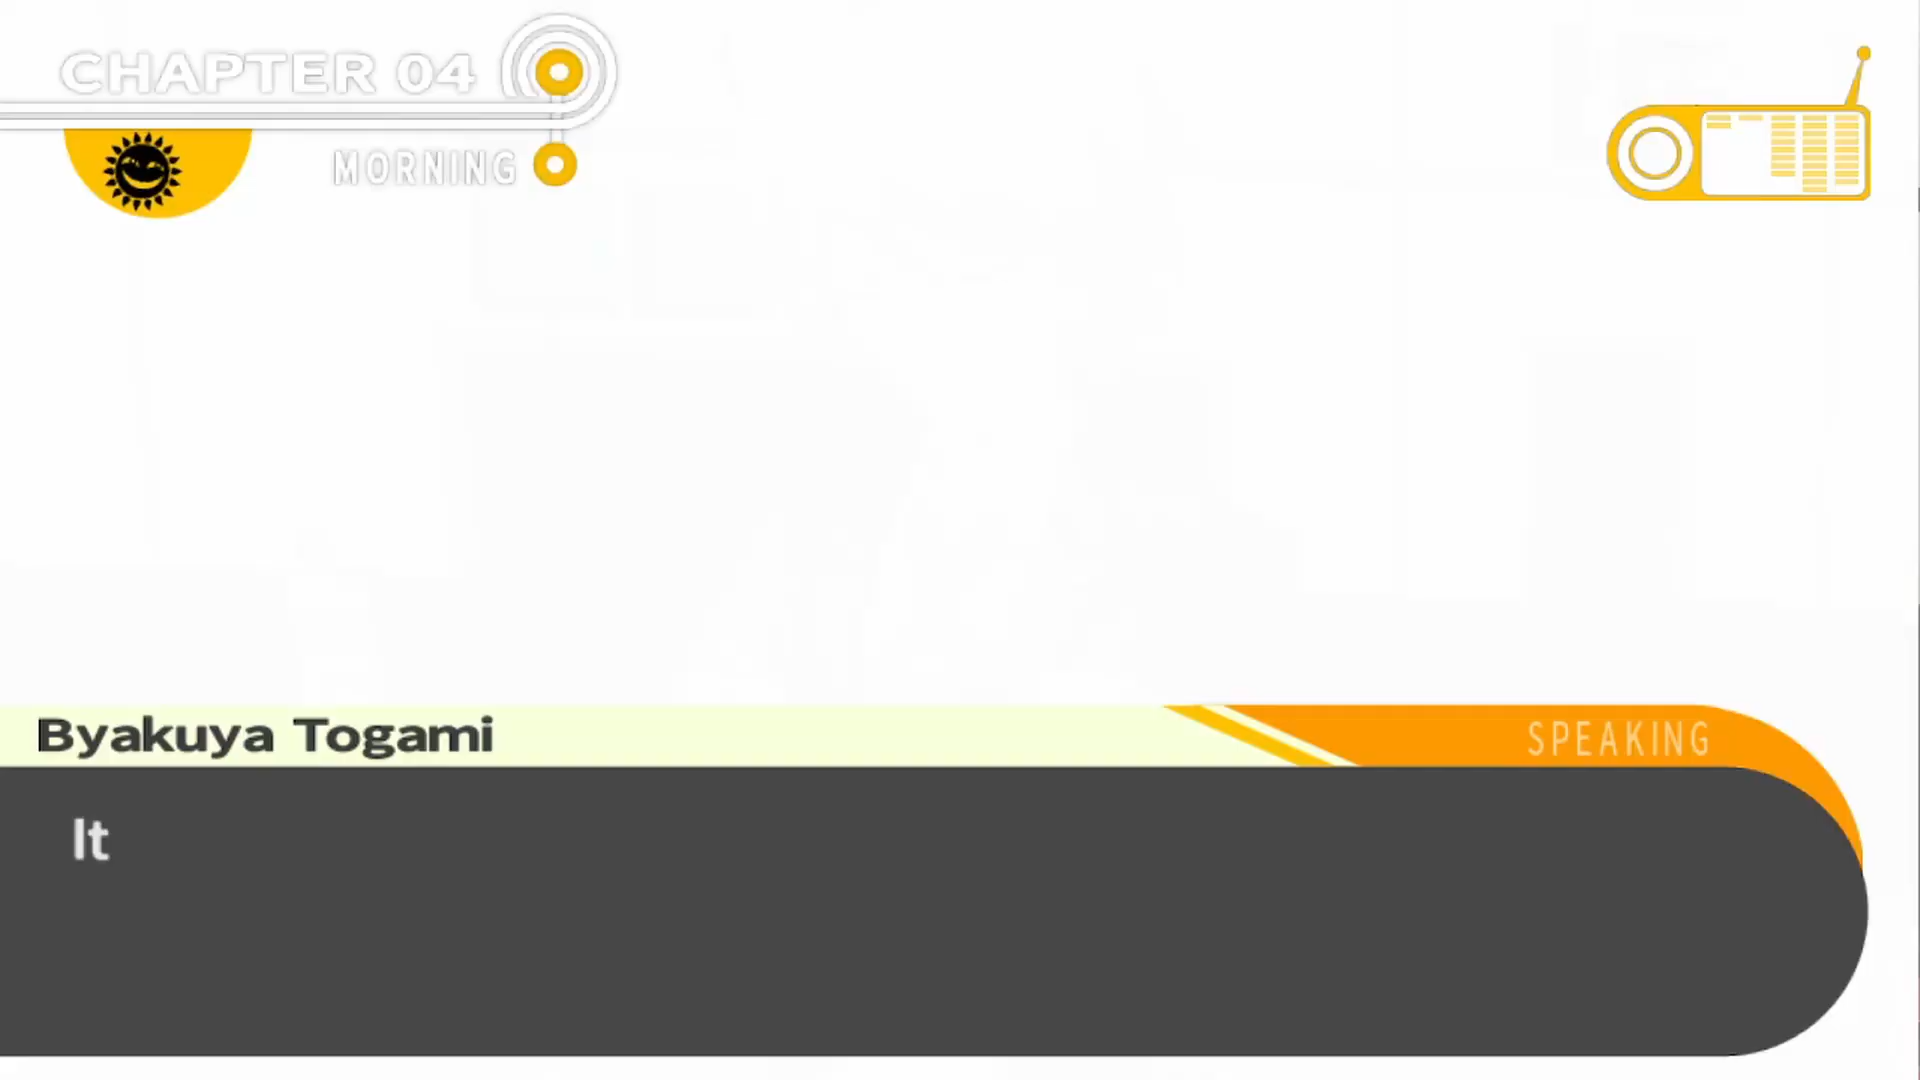 CHAPTER 04
MORNING
Byakuya Togami
SPEAKING
It